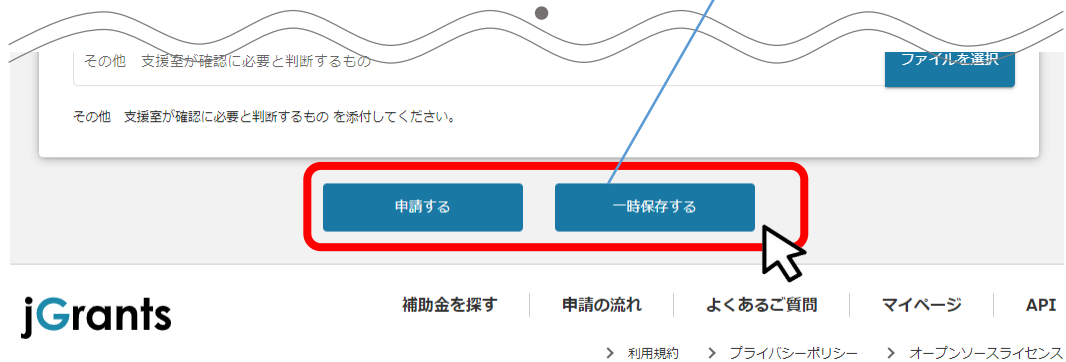 その他　支援室が確認に必要と判断するもの
ファイルを選択
その他　支援室が確認に必要と判断するもの を添付してください。
申請する
一時保存する
jGrants
補助金を探す
申請の流れ
よくあるご質問
マイページ
API
利用規約
プライバシーポリシー
オープンソースライセンス